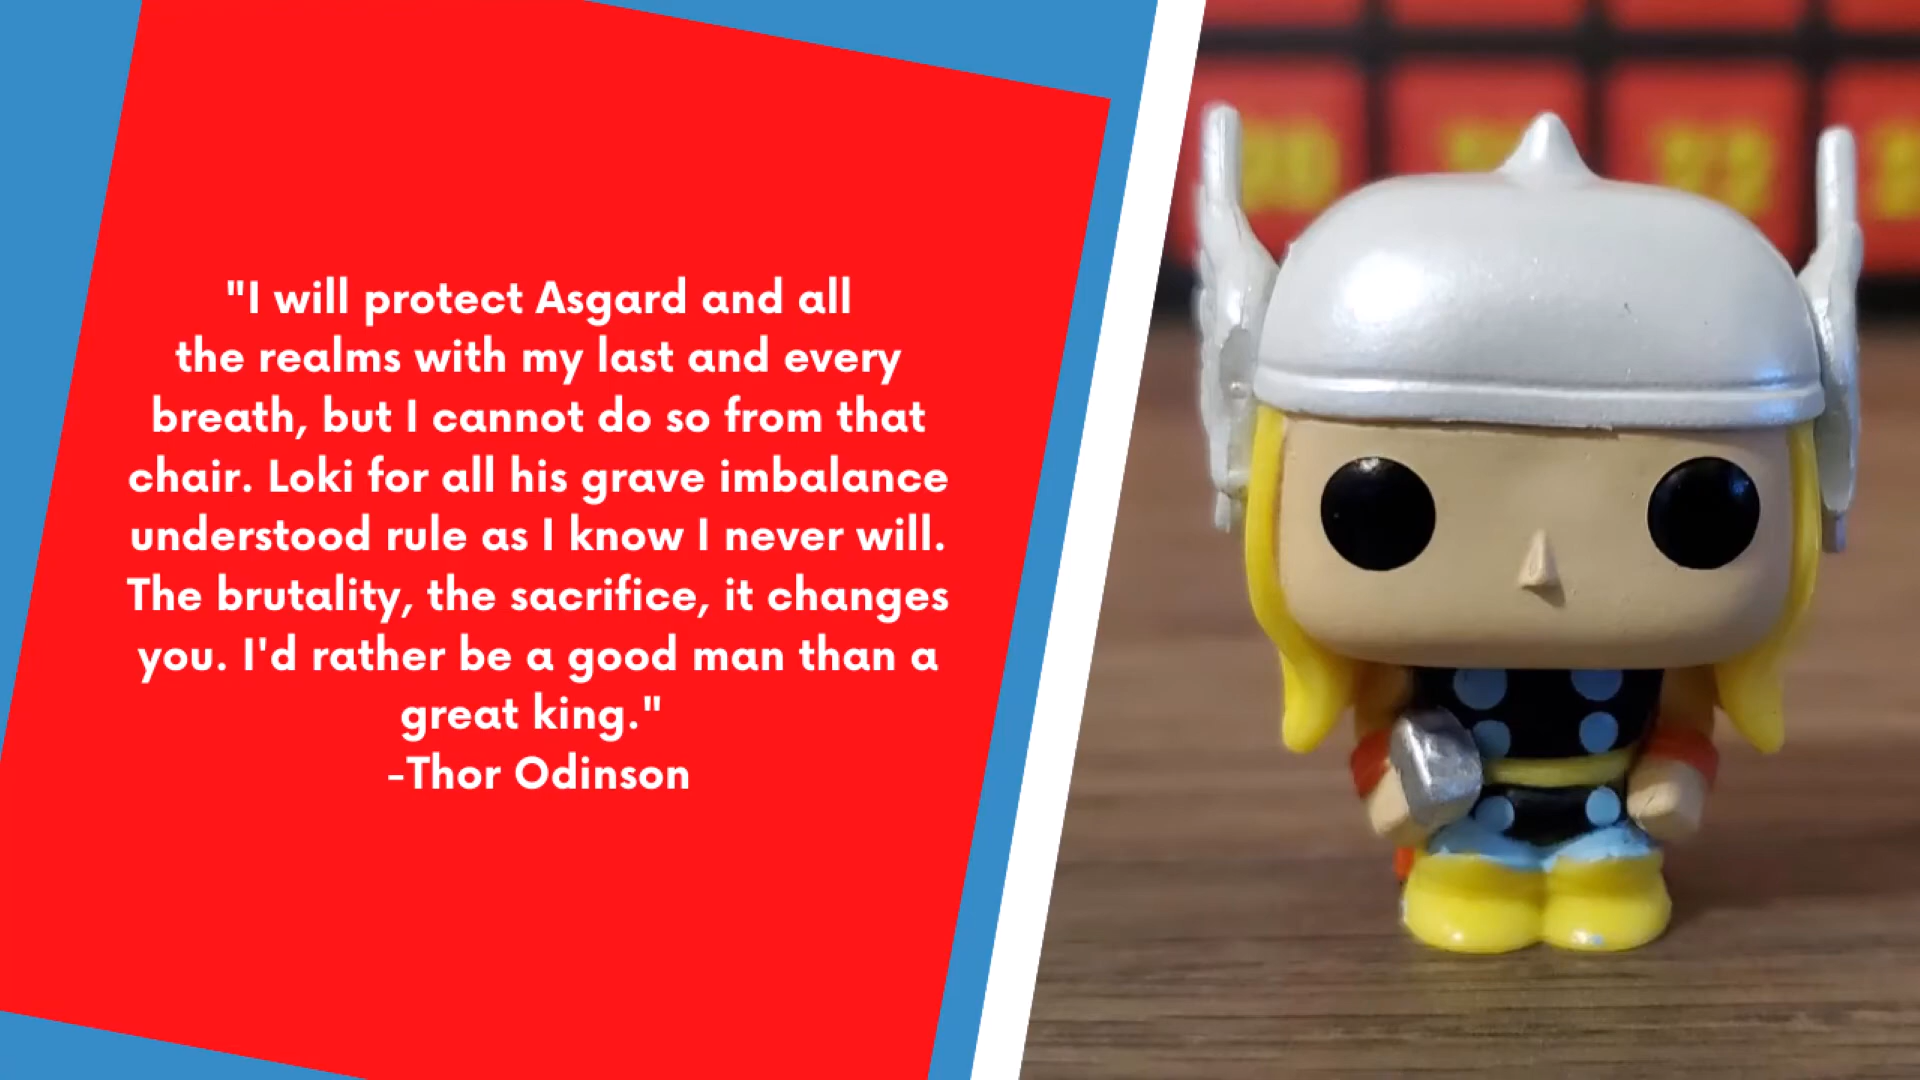 "I will protect Asgard and all
the realms with my last and every
breath, but I cannot do so from that
chair. Loki for all his grave imbalance
understood rule as I know I never will.
The brutality, the sacrifice, it changes
you. I'd rather be a good man than a
great king."
-Thor Odinson